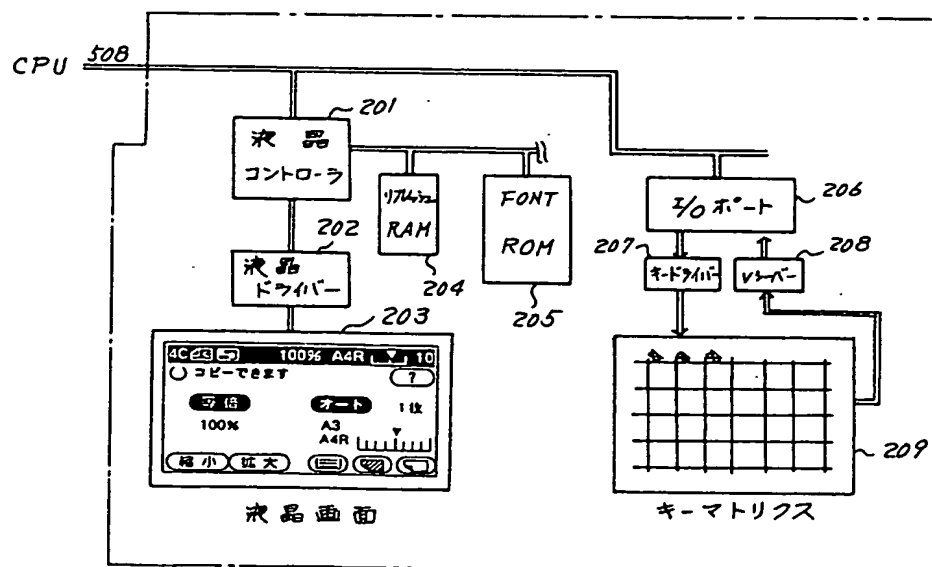 CPU
508
201
液晶
コントローラ
リフレッシュ
RAM
204
FONT
ROM
205
I/Oポート
206
207
キードライバー
レシーバー
208
202
液晶
ドライバー
203
4C
100% A4R
10
コピーできます
?
等倍
オート
1枚
100%
A3
A4R
縮小
拡大
液晶画面
209
キーマトリクス